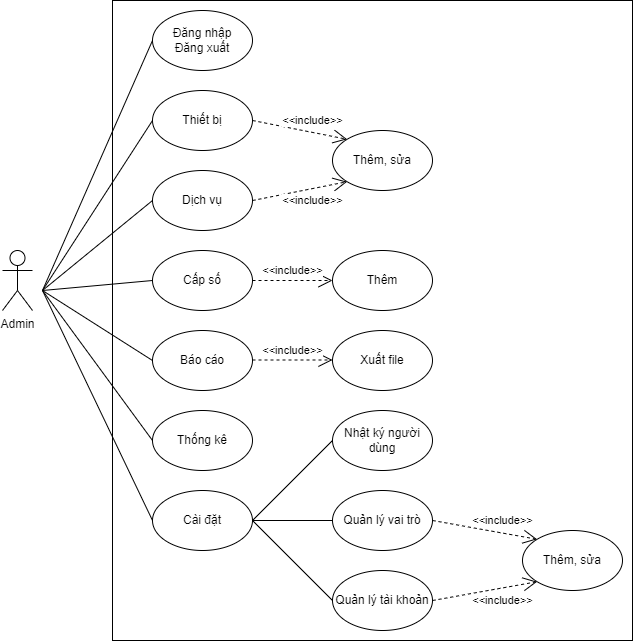 Đăng nhập
Đăng xuất
Thiết bị
<<include>>
Thêm, sửa
Dịch vụ
<<include>>
Admin
Cấp số
<<include>>
Thêm
Báo cáo
<<include>>
Xuất file
Thống kê
Nhật ký người
dùng
Cải đặt
Quản lý vai trò
<<include>>
Thêm, sửa
Quản lý tài khoản
<<include>>